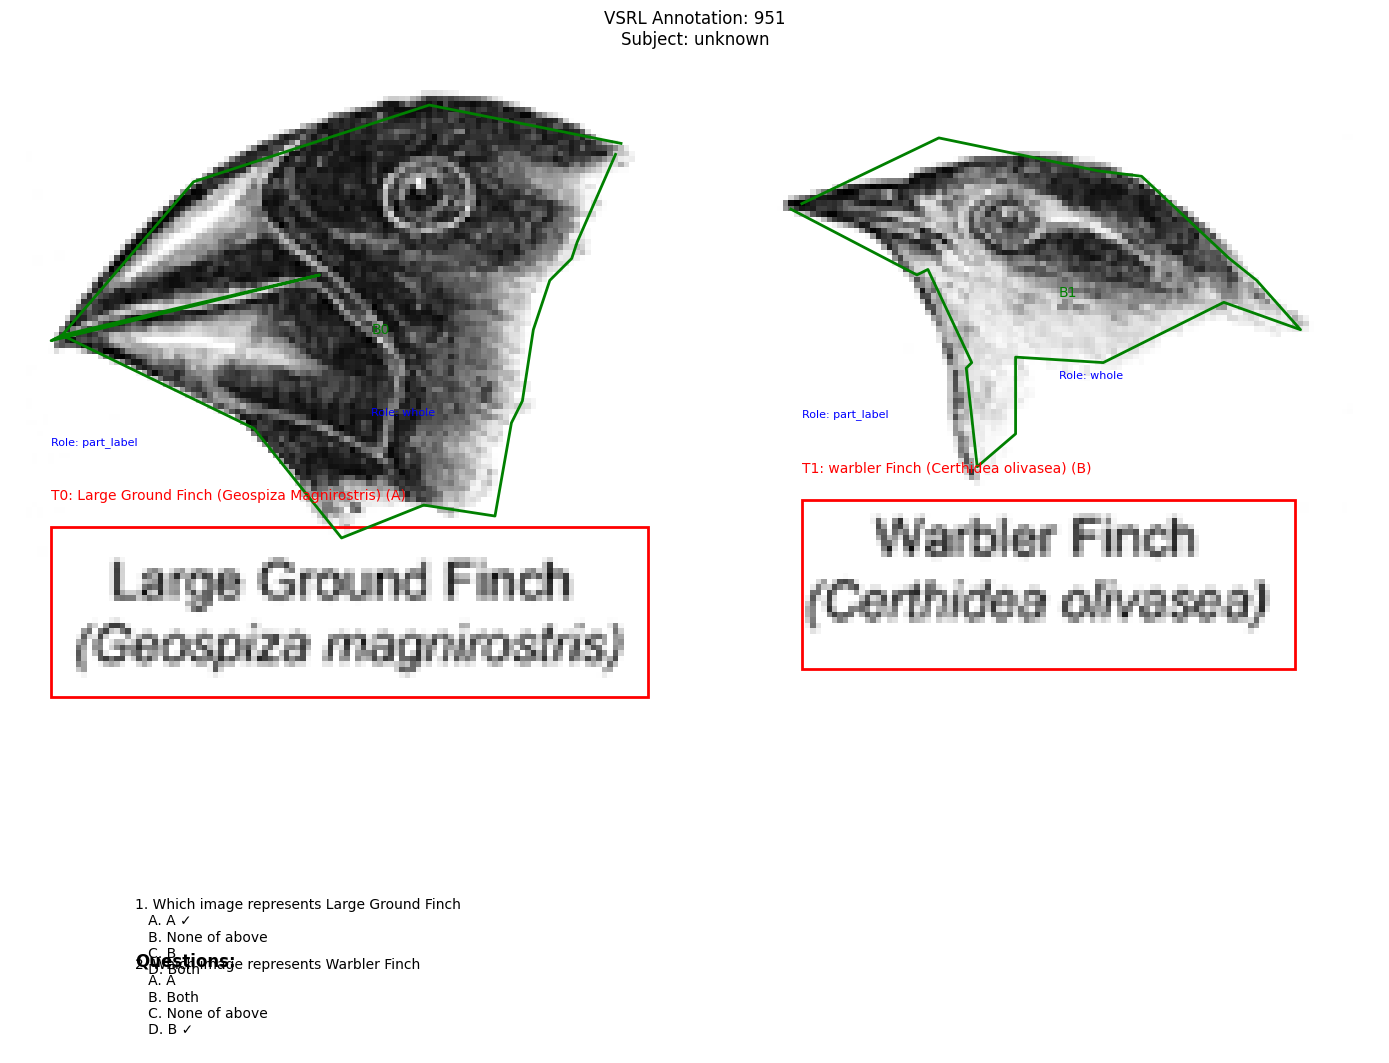 VSRL Annotation: 951
Subject: unknown
B0
B1
Role: whole
Role: whole
Role: part_label
Role: part_label
T0: Large Ground Finch (Geospiza Magnirostris) (A)
T1: warbler Finch (Certhidea olivasea) (B)
Large Ground Finch
(Geospiza magnirostris)
Warbler Finch
(Certhidea olivasea)
1. Which image represents Large Ground Finch
A. A ✓
B. None of above
C. B
D. Both
Questions:
2. Which image represents Warbler Finch
A. A
B. Both
C. None of above
D. B ✓